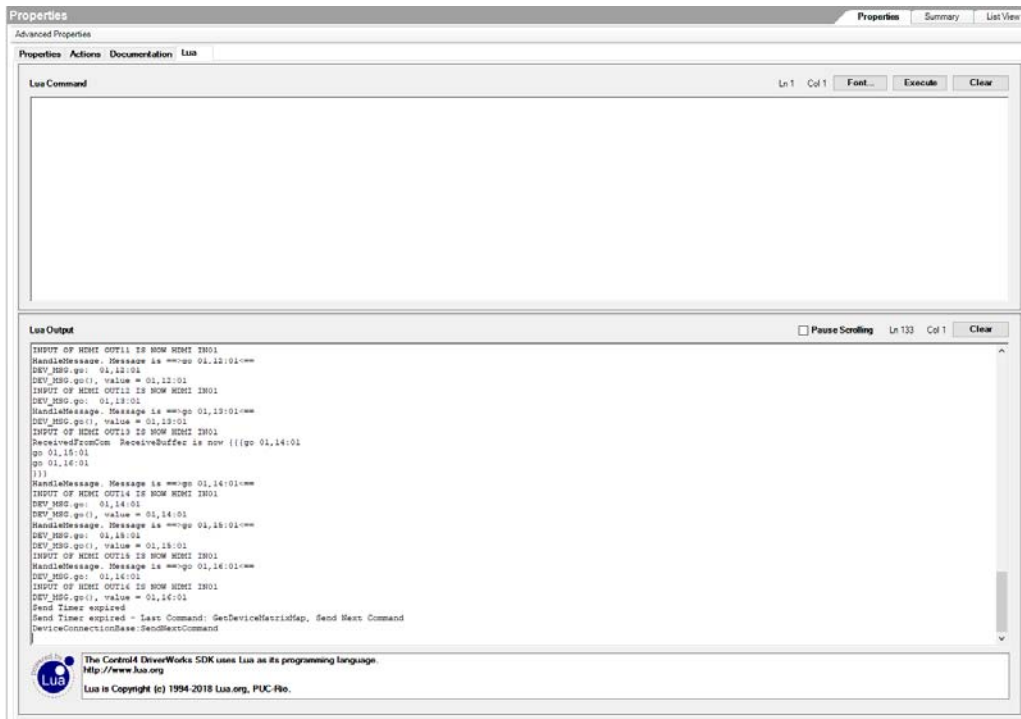 Properties
Properties Summary List View
Advanced Properties
Properties Actions Documentation Lua
Lua Command
Ln 1 Col 1 Font... Execute Clear
Lua Output
Pause Scrolling Ln 133 Col 1 Clear
INPUT OF HDMI OUT11 IS NOW HDMI IN01
HandleMessage. Message is ==>go 01,12:01<==
DEV_MSG.go: 01,12:01
DEV_MSG.go(), value = 01,12:01
INPUT OF HDMI OUT12 IS NOW HDMI IN01
DEV_MSG.go: 01,13:01
HandleMessage. Message is ==>go 01,13:01<==
DEV_MSG.go(), value = 01,13:01
INPUT OF HDMI OUT13 IS NOW HDMI IN01
ReceivedFromCom ReceiveBuffer is now {{{go 01,14:01
go 01,15:01
go 01,16:01
}}}
HandleMessage. Message is ==>go 01,14:01<==
INPUT OF HDMI OUT14 IS NOW HDMI IN01
DEV_MSG.go: 01,14:01
DEV_MSG.go(), value = 01,14:01
HandleMessage. Message is ==>go 01,15:01<==
DEV_MSG.go: 01,15:01
DEV_MSG.go(), value = 01,15:01
INPUT OF HDMI OUT15 IS NOW HDMI IN01
HandleMessage. Message is ==>go 01,16:01<==
DEV_MSG.go: 01,16:01
INPUT OF HDMI OUT16 IS NOW HDMI IN01
DEV_MSG.go(), value = 01,16:01
Send Timer expired
Send Timer expired - Last Command: GetDeviceMatrixMap, Send Next Command
DeviceConnectionBase:SendNextCommand
powered by
Lua
The Control4 DriverWorks SDK uses Lua as its programming language.
http://www.lua.org
Lua is Copyright (c) 1994-2018 Lua.org, PUC-Rio.